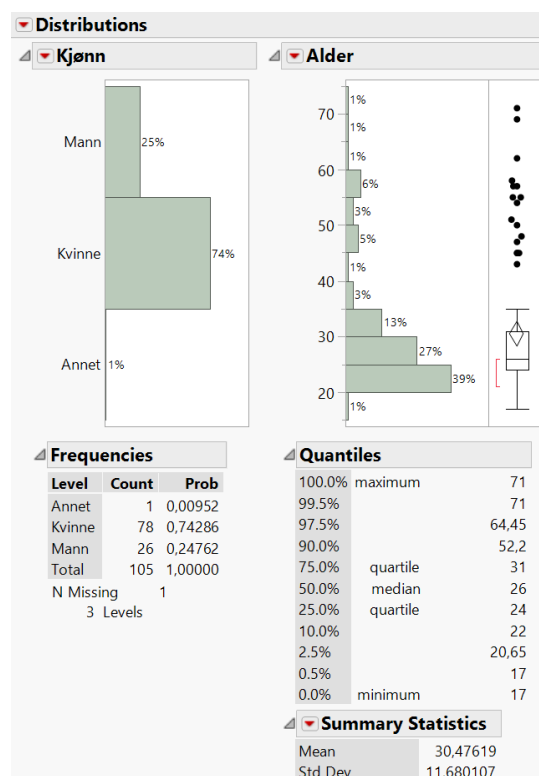 Distributions
Kjønn
Mann
25%
Kvinne
74%
Annet
1%
Frequencies
Level Count Prob
Annet 1 0,00952
Kvinne 78 0,74286
Mann 26 0,24762
Total 105 1,00000
N Missing 1
3 Levels
Alder
70
60
50
40
30
20
1%
1%
1%
6%
3%
5%
1%
3%
13%
27%
39%
1%
Quantiles
100.0% maximum 71
99.5% 71
97.5% 64,45
90.0% 52,2
75.0% quartile 31
50.0% median 26
25.0% quartile 24
10.0% 22
2.5% 20,65
0.5% 17
0.0% minimum 17
Summary Statistics
Mean 30,47619
Std Dev 11,680107